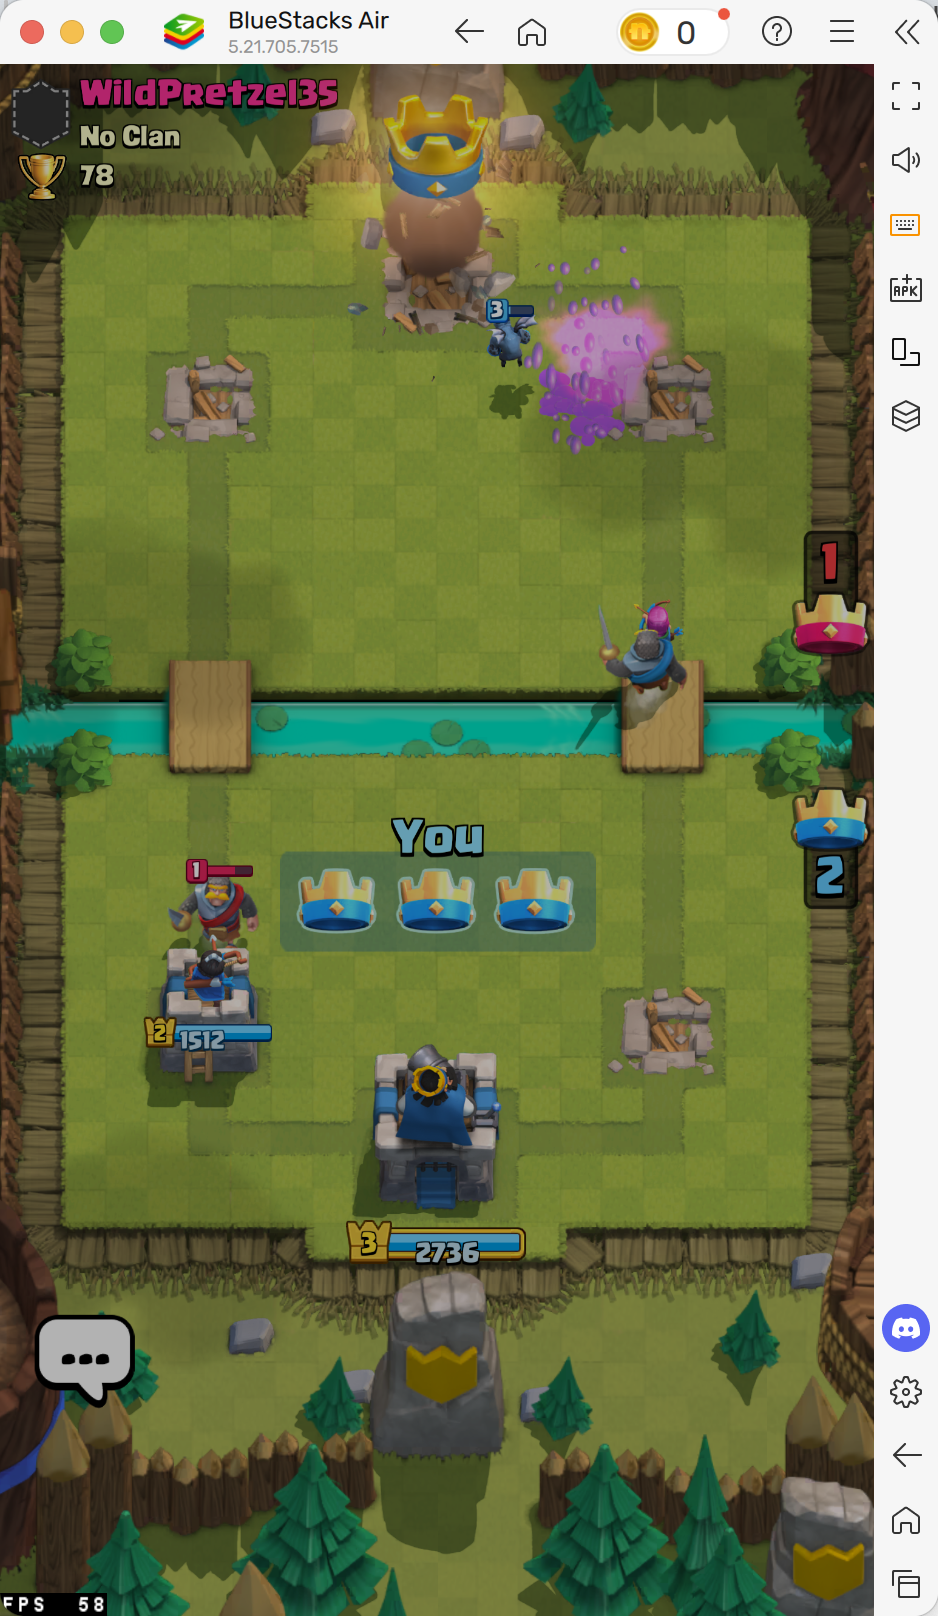 BlueStacks Air
5.21.705.7515
0
WildPretzel35
No Clan
78
APK
3
1
You
1
2
2
1512
3
2736
...
FPS 58